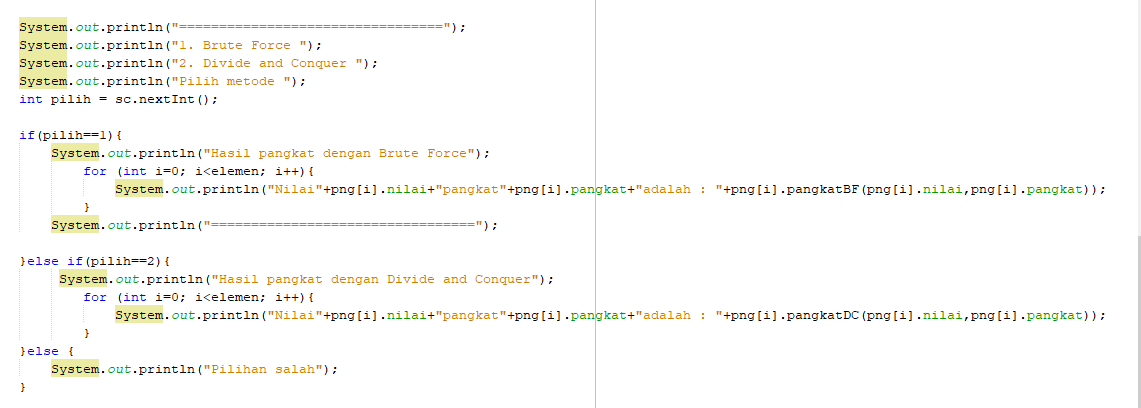 System.out.println("=================================");
System.out.println("1. Brute Force ");
System.out.println("2. Divide and Conquer ");
System.out.println("Pilih metode ");
int pilih = sc.nextInt();
if(pilih==1){
System.out.println("Hasil pangkat dengan Brute Force");
for (int i=0; i<elemen; i++){
System.out.println("Nilai"+png[i].nilai+"pangkat"+png[i].pangkat+"adalah : "+png[i].pangkatBF(png[i].nilai,png[i].pangkat));
}
System.out.println("=================================");
}else if(pilih==2){
System.out.println("Hasil pangkat dengan Divide and Conquer");
for (int i=0; i<elemen; i++){
System.out.println("Nilai"+png[i].nilai+"pangkat"+png[i].pangkat+"adalah : "+png[i].pangkatDC(png[i].nilai,png[i].pangkat));
}
}else {
System.out.println("Pilihan salah");
}